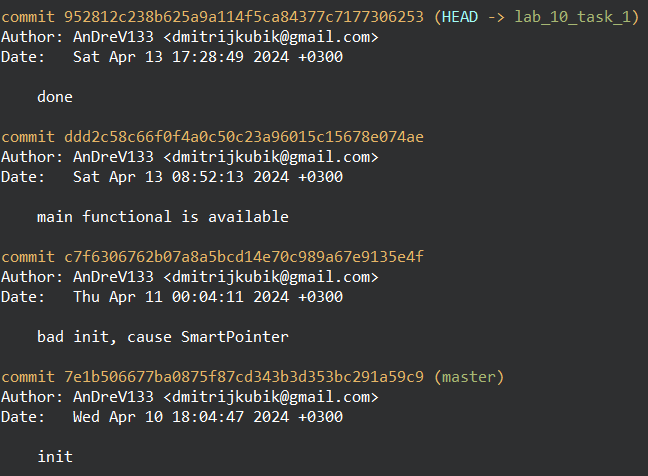 commit 952812c238b625a9a114f5ca84377c7177306253 (HEAD -> lab_10_task_1)
Author: AnDreV133 <dmitrijkubik@gmail.com>
Date:   Sat Apr 13 17:28:49 2024 +0300
done
commit ddd2c58c66f0f4a0c50c23a96015c15678e074ae
Author: AnDreV133 <dmitrijkubik@gmail.com>
Date:   Sat Apr 13 08:52:13 2024 +0300
main functional is available
commit c7f6306762b07a8a5bcd14e70c989a67e9135e4f
Author: AnDreV133 <dmitrijkubik@gmail.com>
Date:   Thu Apr 11 00:04:11 2024 +0300
bad init, cause SmartPointer
commit 7e1b506677ba0875f87cd343b3d353bc291a59c9 (master)
Author: AnDreV133 <dmitrijkubik@gmail.com>
Date:   Wed Apr 10 18:04:47 2024 +0300
init